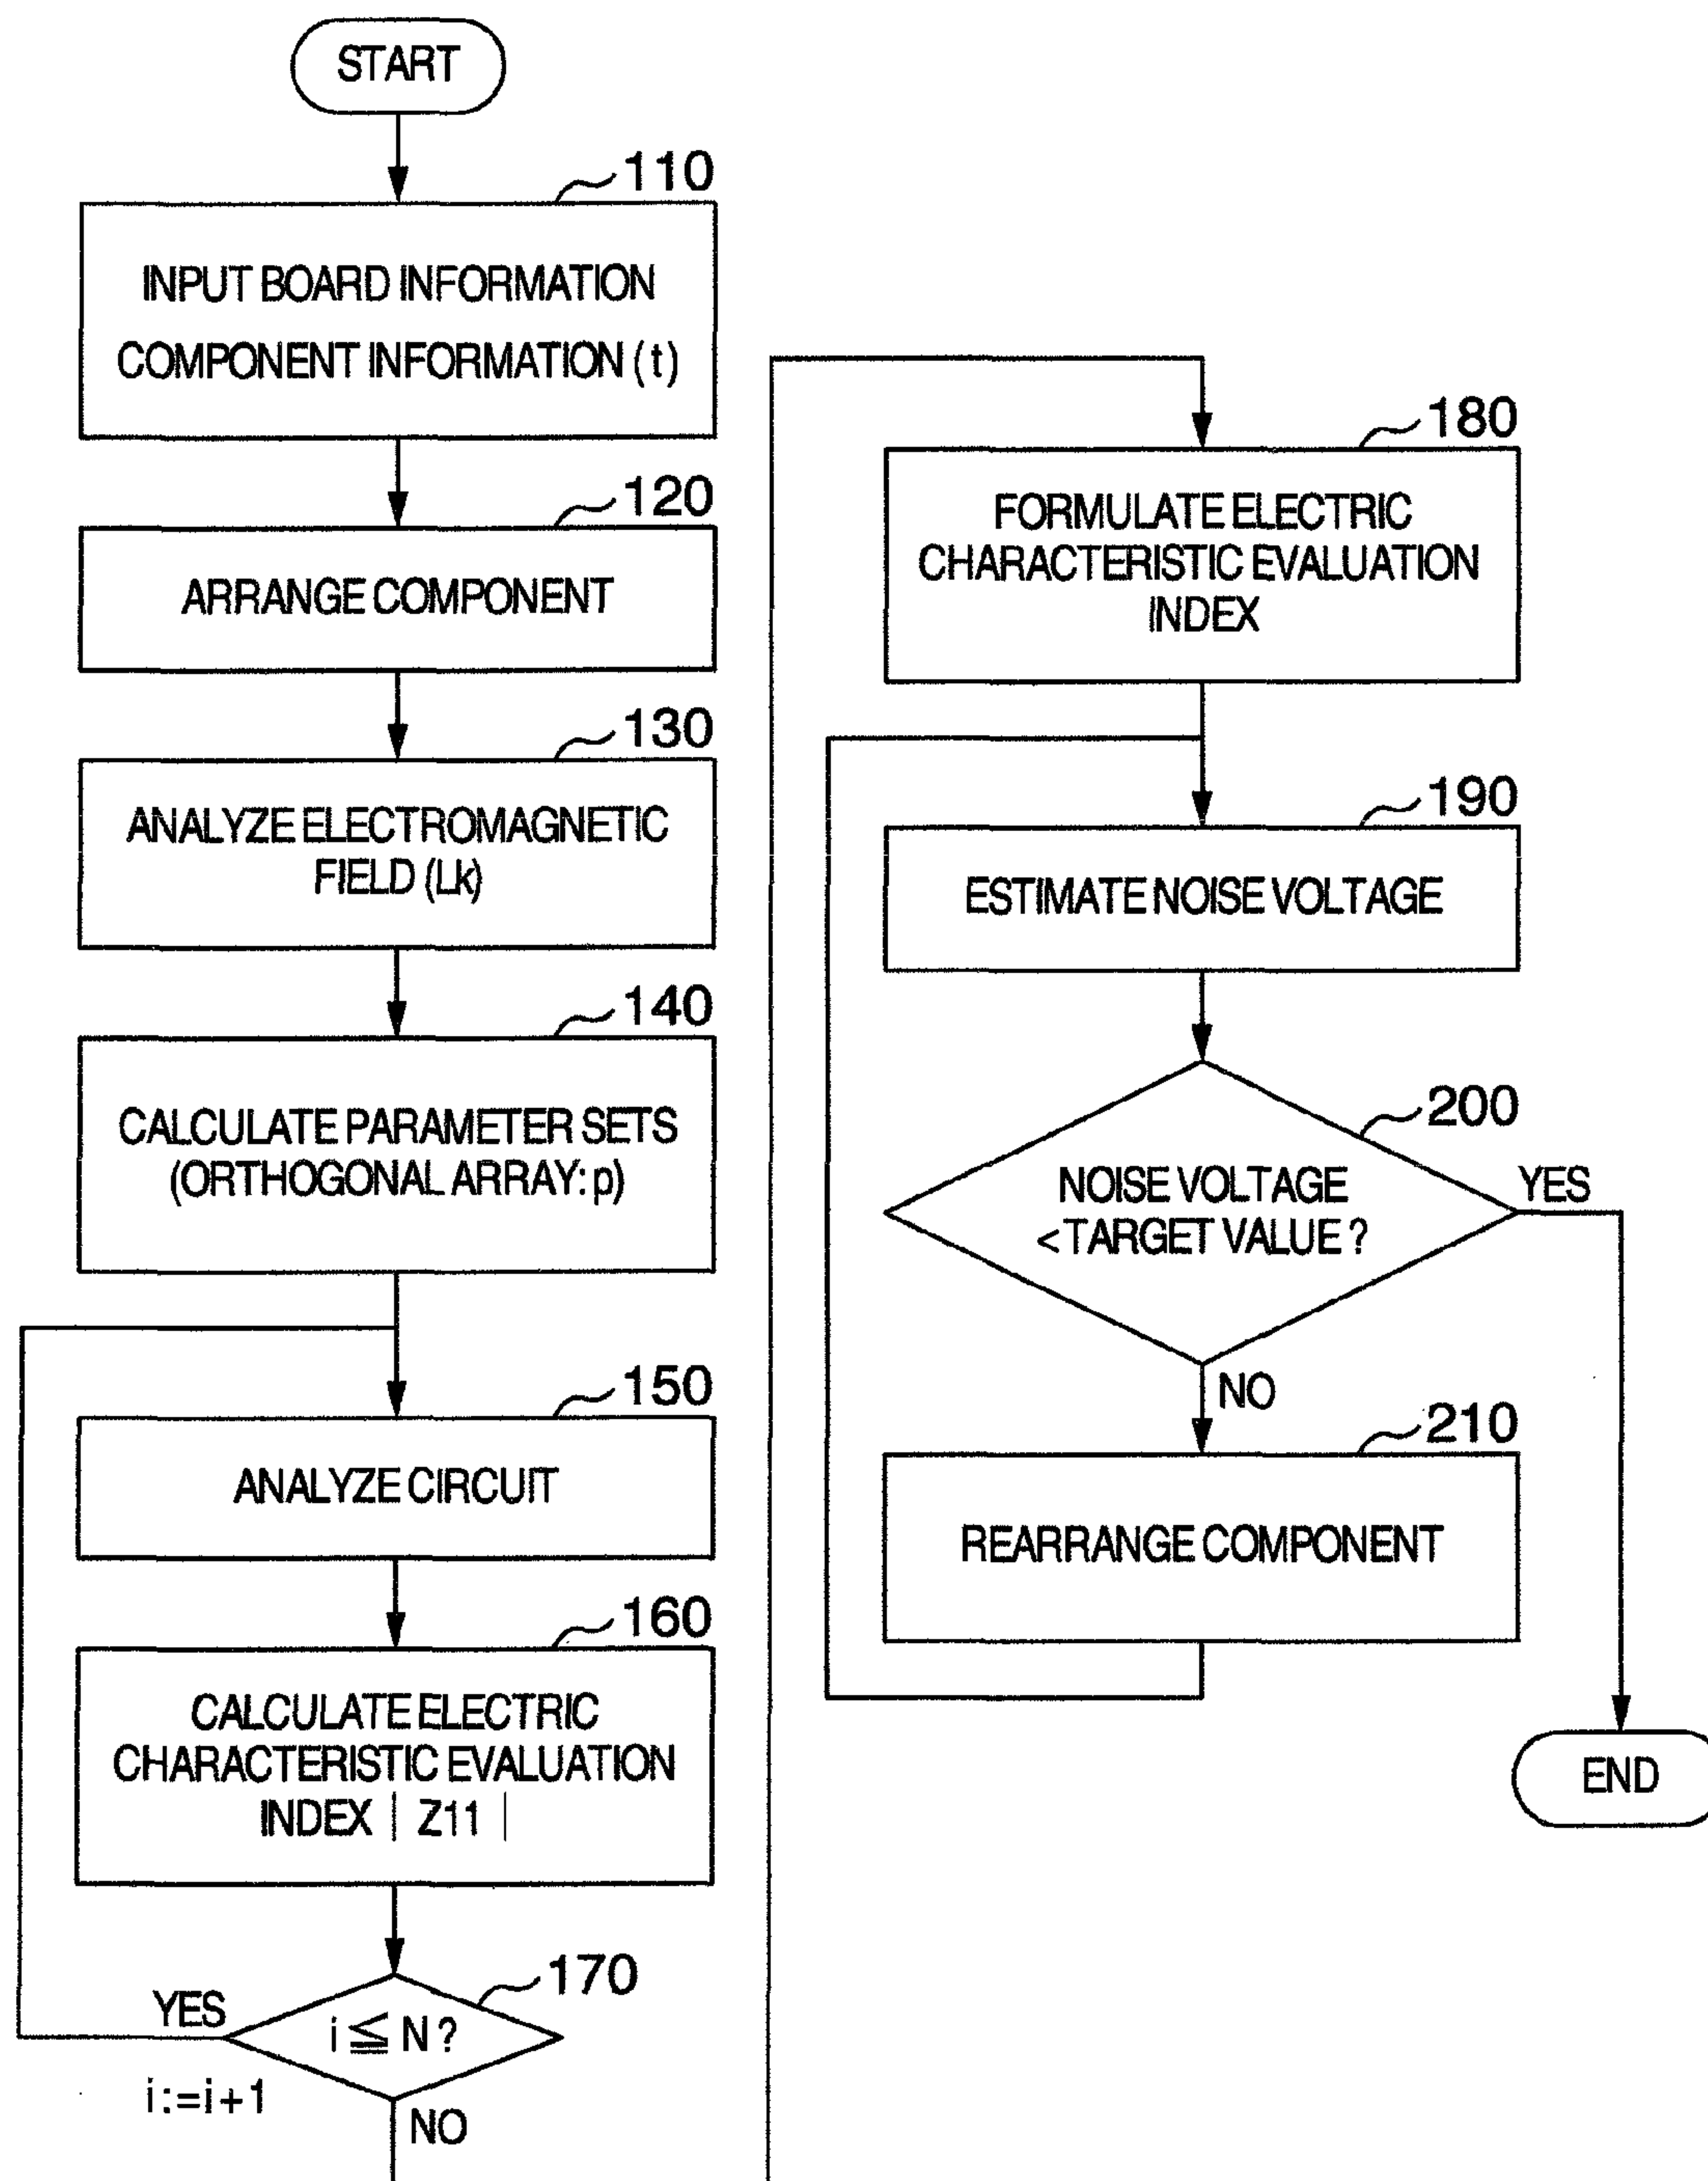 START
110
INPUT BOARD INFORMATION
COMPONENT INFORMATION (t)
120
ARRANGE COMPONENT
130
ANALYZE ELECTROMAGNETIC
FIELD (Lk)
140
CALCULATE PARAMETER SETS
(ORTHOGONAL ARRAY: p)
150
ANALYZE CIRCUIT
160
CALCULATE ELECTRIC
CHARACTERISTIC EVALUATION
INDEX | Z11 |
170
YES
i ≦ N ?
i:=i+1
NO
180
FORMULATE ELECTRIC
CHARACTERISTIC EVALUATION
INDEX
190
ESTIMATE NOISE VOLTAGE
200
NOISE VOLTAGE
< TARGET VALUE ?
YES
NO
210
REARRANGE COMPONENT
END